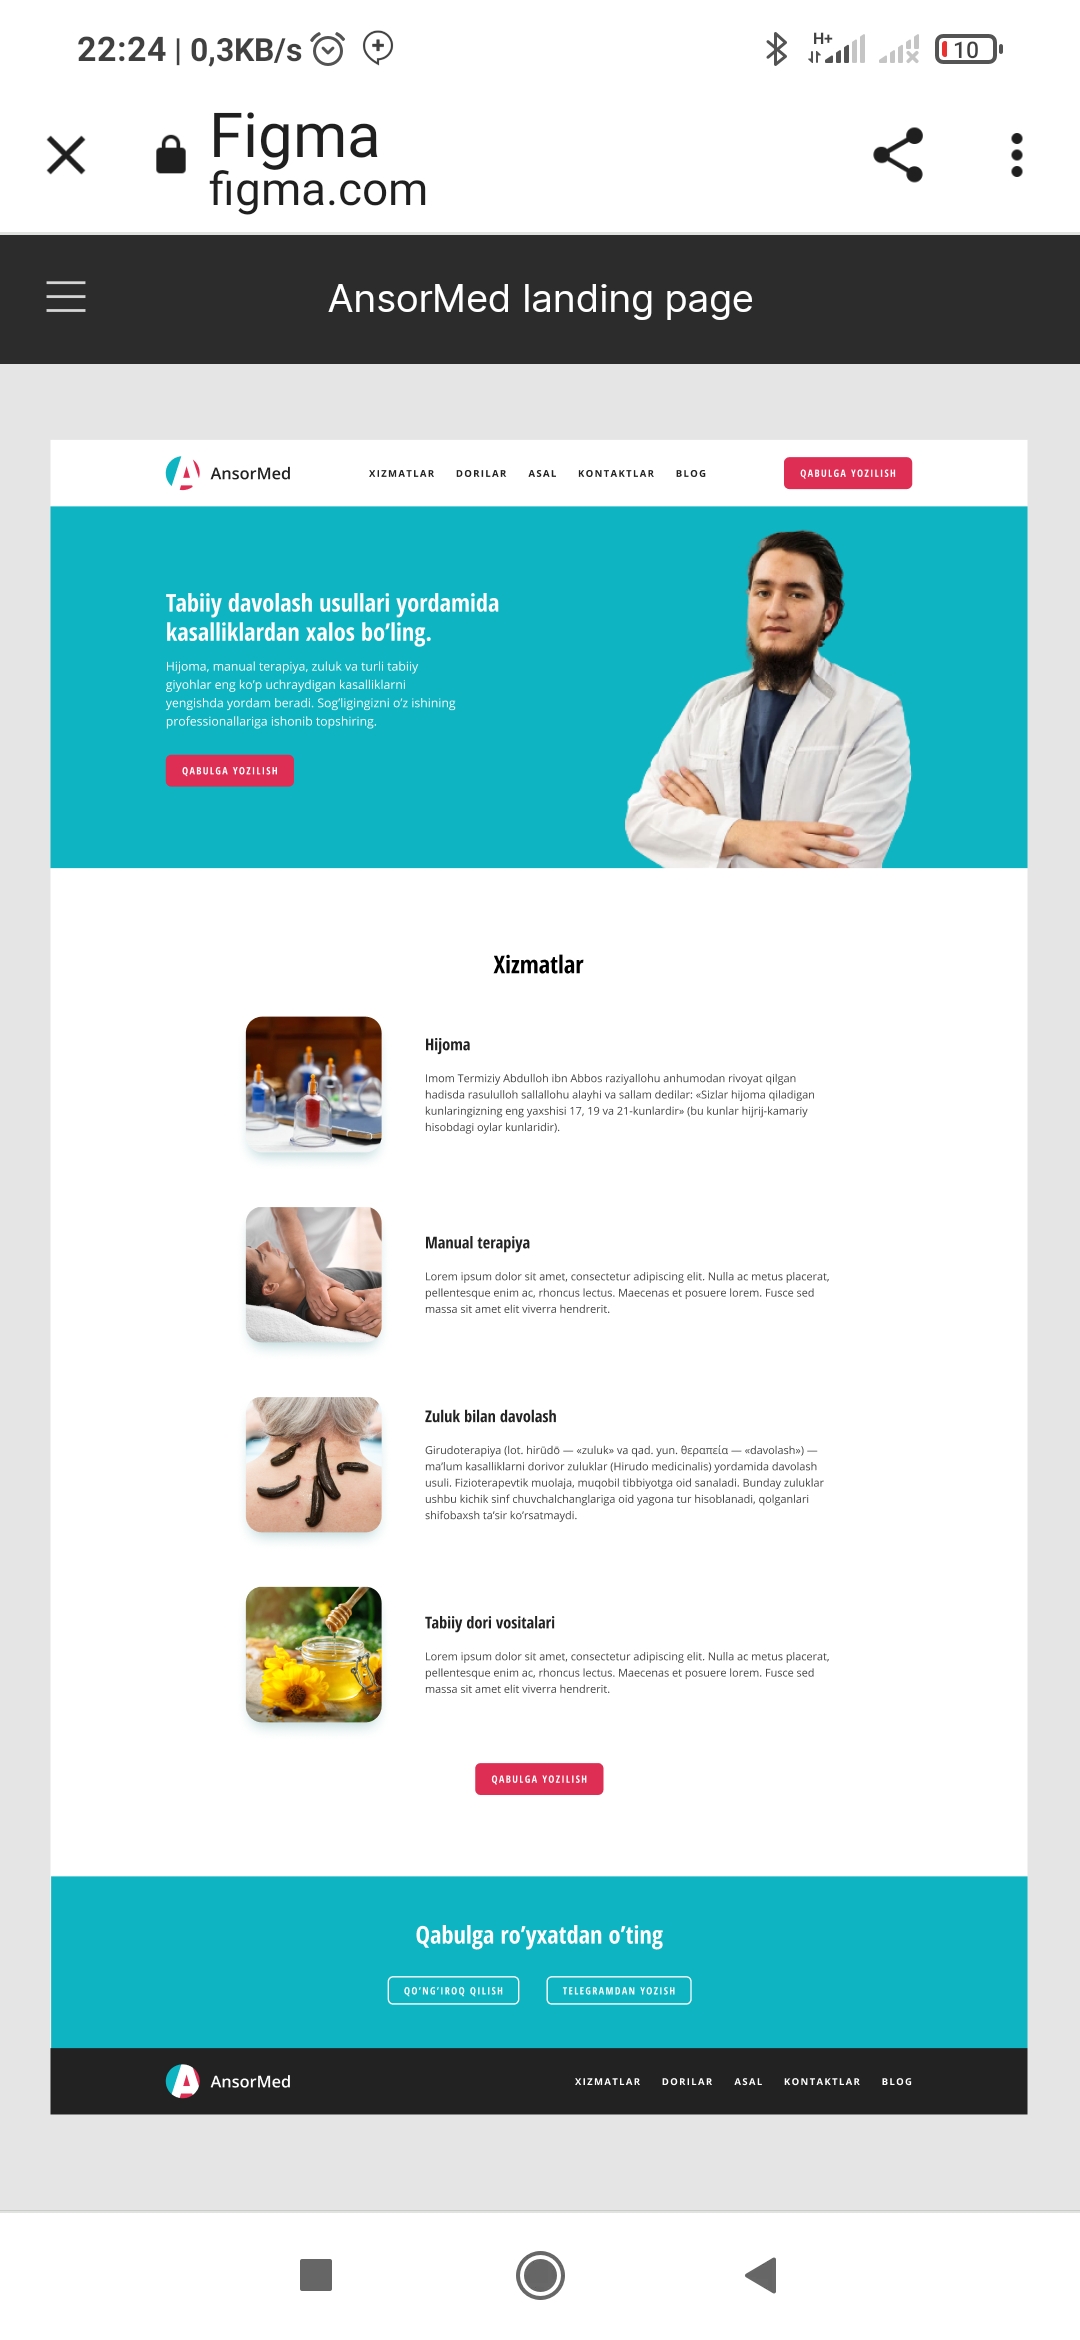 22:24 | 0,3KB/s
H+
10
Figma
figma.com
AnsorMed landing page
AnsorMed
XIZMATLAR DORILAR ASAL KONTAKTLAR BLOG
QABULGA YOZILISH
Tabiiy davolash usullari yordamida
kasalliklardan xalos bo‘ling.
Hijoma, manual terapiya, zuluk va turli tabiiy
giyohlar eng ko‘p uchraydigan kasalliklarni
yengishda yordam beradi. Sog‘ligingizni o‘z ishining
professionallariga ishonib topshiring.
QABULGA YOZILISH
Xizmatlar
Hijoma
Imom Termiziy Abdulloh ibn Abbos raziyallohu anhumodan rivoyat qilgan
hadisda rasululloh sallallohu alayhi va sallam dedilar: «Sizlar hijoma qiladigan
kunlaringizning eng yaxshisi 17, 19 va 21-kunlardir» (bu kunlar hijrij-kamariy
hisobdagi oylar kunlaridir).
Manual terapiya
Lorem ipsum dolor sit amet, consectetur adipiscing elit. Nulla ac metus placerat,
pellentesque enim ac, rhoncus lectus. Maecenas et posuere lorem. Fusce sed
massa sit amet elit viverra hendrerit.
Zuluk bilan davolash
Girudoterapiya (lot. hirūdō — «zuluk» va qad. yun. θεραπεία — «davolash») —
ma’lum kasalliklarni dorivor zuluklar (Hirudo medicinalis) yordamida davolash
usuli. Fizioterapevtik muolaja, muqobil tibbiyotga oid sanaladi. Bunday zuluklar
ushbu kichik sinf chuvchalchanglariga oid yagona tur hisoblanadi, qolganlari
shifobaxsh ta’sir ko‘rsatmaydi.
Tabiiy dori vositalari
Lorem ipsum dolor sit amet, consectetur adipiscing elit. Nulla ac metus placerat,
pellentesque enim ac, rhoncus lectus. Maecenas et posuere lorem. Fusce sed
massa sit amet elit viverra hendrerit.
QABULGA YOZILISH
Qabulga ro‘yxatdan o‘ting
QO‘NG‘IROQ QILISH TELEGRAMDAN YOZISH
AnsorMed
XIZMATLAR DORILAR ASAL KONTAKTLAR BLOG